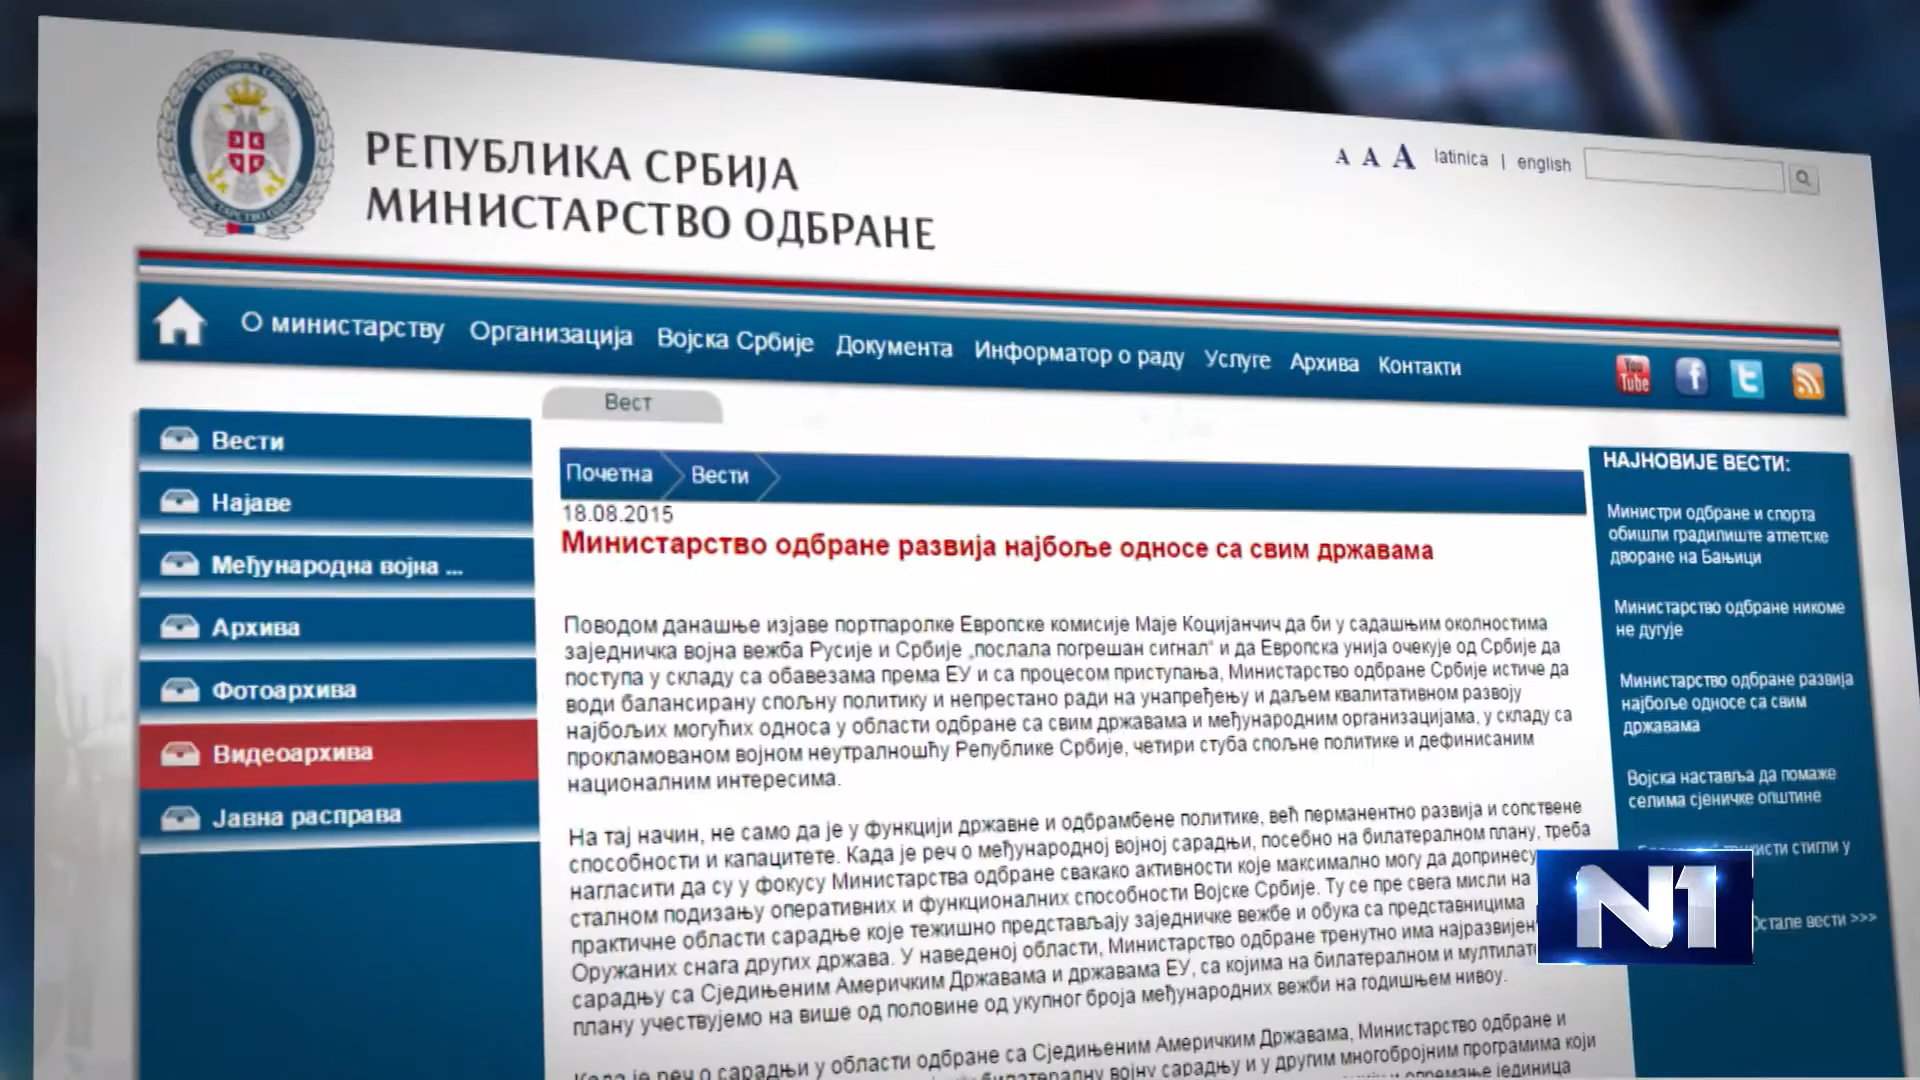 РЕПУБЛИКА СРБИЈА
МИНИСТАРСТВО ОДБРАНЕ
A A A latinica | english
О министарству Организација Војска Србије Документа Информатор о раду Услуге Архива Контакти
You Tube
Вести
Најаве
Међународна војна ...
Архива
Фотоархива
Видеоархива
Јавна расправа
Вест
Почетна Вести
18.08.2015
Министарство одбране развија најбоље односе са свим државама
Поводом данашње изјаве портпаролке Европске комисије Маје Коцијанчич да би у садашњим околностима
заједничка војна вежба Русије и Србије „послала погрешан сигнал“ и да Европска унија очекује од Србије да
поступа у складу са обавезама према ЕУ и са процесом приступања, Министарство одбране Србије истиче да
води балансирану спољну политику и непрестано ради на унапређењу и даљем квалитативном развоју
најбољих могућих односа у области одбране са свим државама и међународним организацијама, у складу са
прокламованом војном неутралношћу Републике Србије, четири стуба спољне политике и дефинисаним
националним интересима.
На тај начин, не само да је у функцији државне и одбрамбене политике, већ перманентно развија и сопствене
способности и капацитете. Када је реч о међународној војној сарадњи, посебно на билатералном плану, треба
нагласити да су у фокусу Министарства одбране свакако активности које максимално могу да допринесу
сталном подизању оперативних и функционалних способности Војске Србије. Ту се пре свега мисли на
практичне области сарадње које тежишно представљају заједничке вежбе и обука са представницима
Оружаних снага других држава. У наведеној области, Министарство одбране тренутно има најразвијен
сарадњу са Сједињеним Америчким Државама и државама ЕУ, са којима на билатералном и мултилат
плану учествујемо на више од половине од укупног броја међународних вежби на годишњем нивоу.
Када је реч о сарадњи у области одбране са Сједињеним Америчким Државама, Министарство одбране и
билатералну војну сарадњу и у другим многобројним програмима који
и опремање јединица
НАЈНОВИЈЕ ВЕСТИ:
Министри одбране и спорта
обишли градилиште атлетске
дворане на Бањици
Министарство одбране никоме
не дугује
Министарство одбране развија
најбоље односе са свим
државама
Војска наставља да помаже
селима сјеничке општине
стигли у
Остале вести >>>
N1